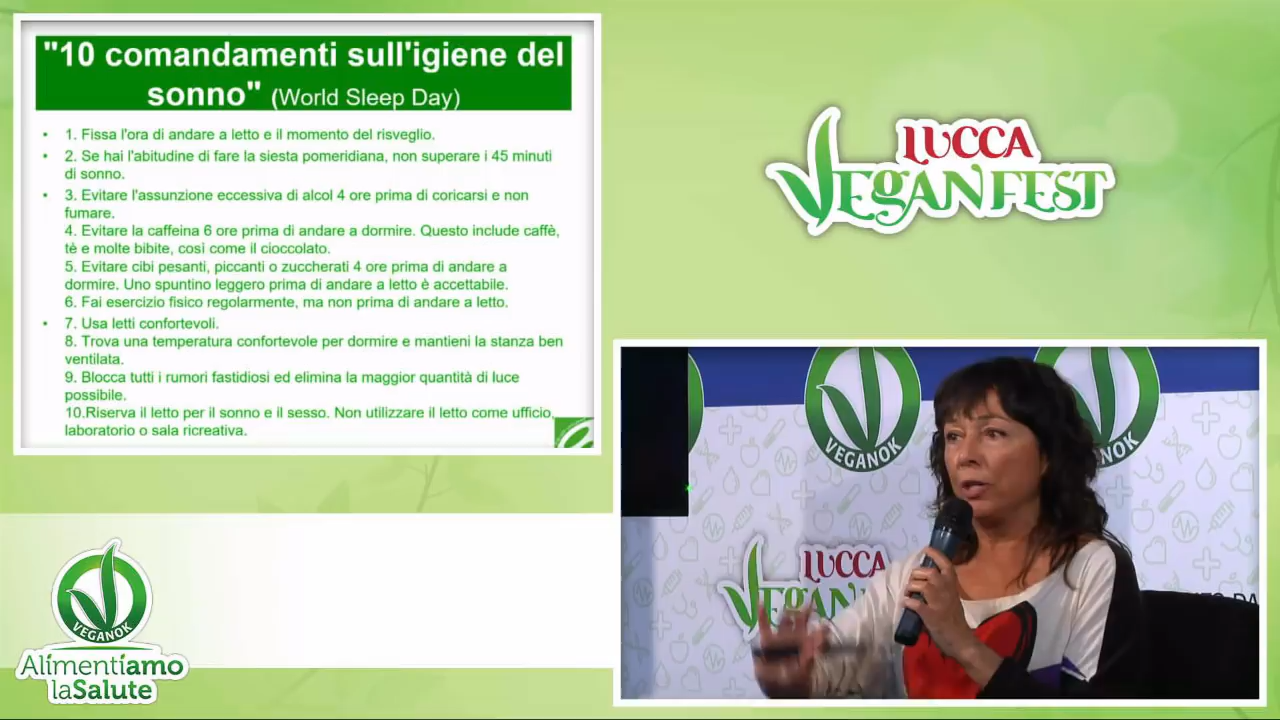 "10 comandamenti sull'igiene del
sonno" (World Sleep Day)
• 1. Fissa l'ora di andare a letto e il momento del risveglio.
• 2. Se hai l'abitudine di fare la siesta pomeridiana, non superare i 45 minuti
di sonno.
• 3. Evitare l'assunzione eccessiva di alcol 4 ore prima di coricarsi e non
fumare.
4. Evitare la caffeina 6 ore prima di andare a dormire. Questo include caffè,
tè e molte bibite, così come il cioccolato.
5. Evitare cibi pesanti, piccanti o zuccherati 4 ore prima di andare a
dormire. Uno spuntino leggero prima di andare a letto è accettabile.
6. Fai esercizio fisico regolarmente, ma non prima di andare a letto.
• 7. Usa letti confortevoli.
8. Trova una temperatura confortevole per dormire e mantieni la stanza ben
ventilata.
9. Blocca tutti i rumori fastidiosi ed elimina la maggior quantità di luce
possibile.
10.Riserva il letto per il sonno e il sesso. Non utilizzare il letto come ufficio,
laboratorio o sala ricreativa.
LUCCA
VEGANFEST
VEGANOK
VEGANOK
LUCCA
VEGAN
VEGANOK
Alimentiamo
laSalute